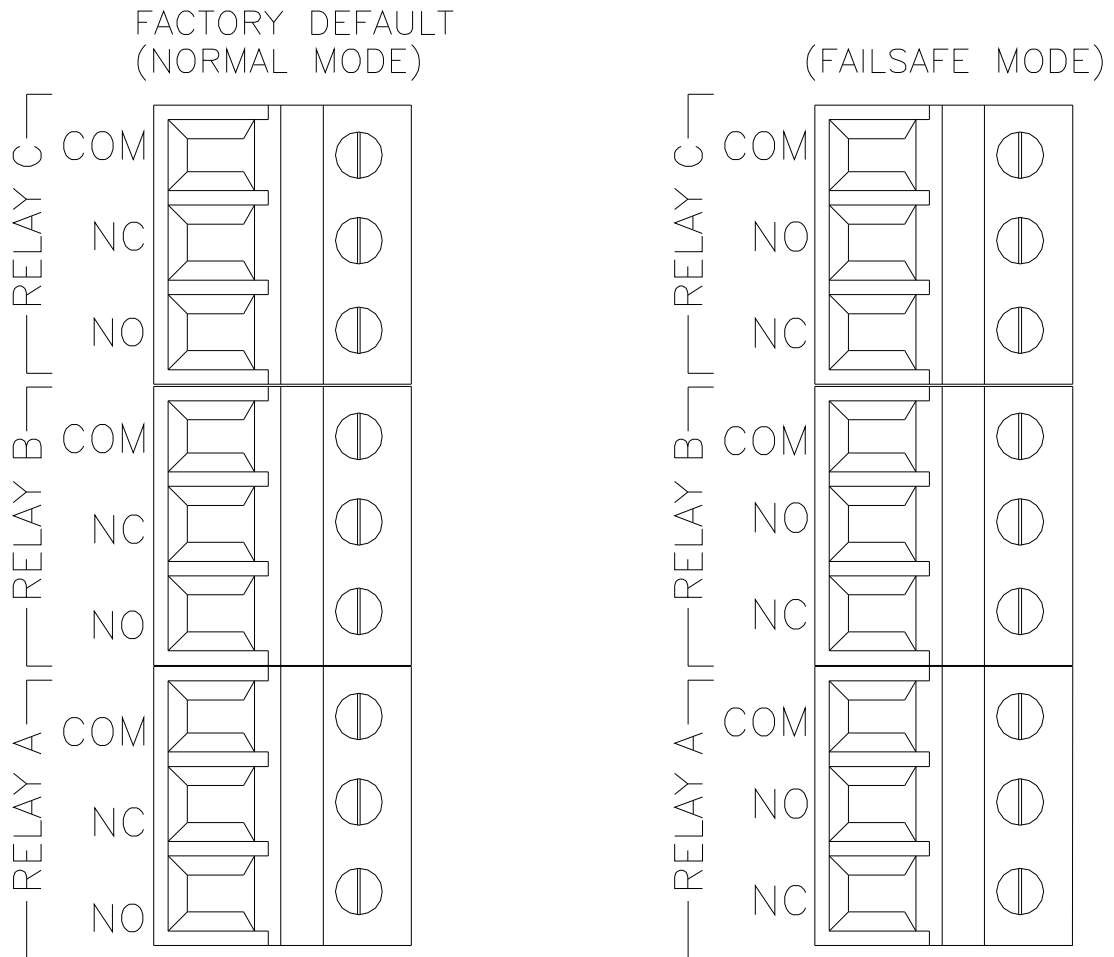 FACTORY DEFAULT
(NORMAL MODE)
RELAY C
COM
NC
NO
RELAY B
COM
NC
NO
RELAY A
COM
NC
NO
(FAILSAFE MODE)
RELAY C
COM
NO
NC
RELAY B
COM
NO
NC
RELAY A
COM
NO
NC